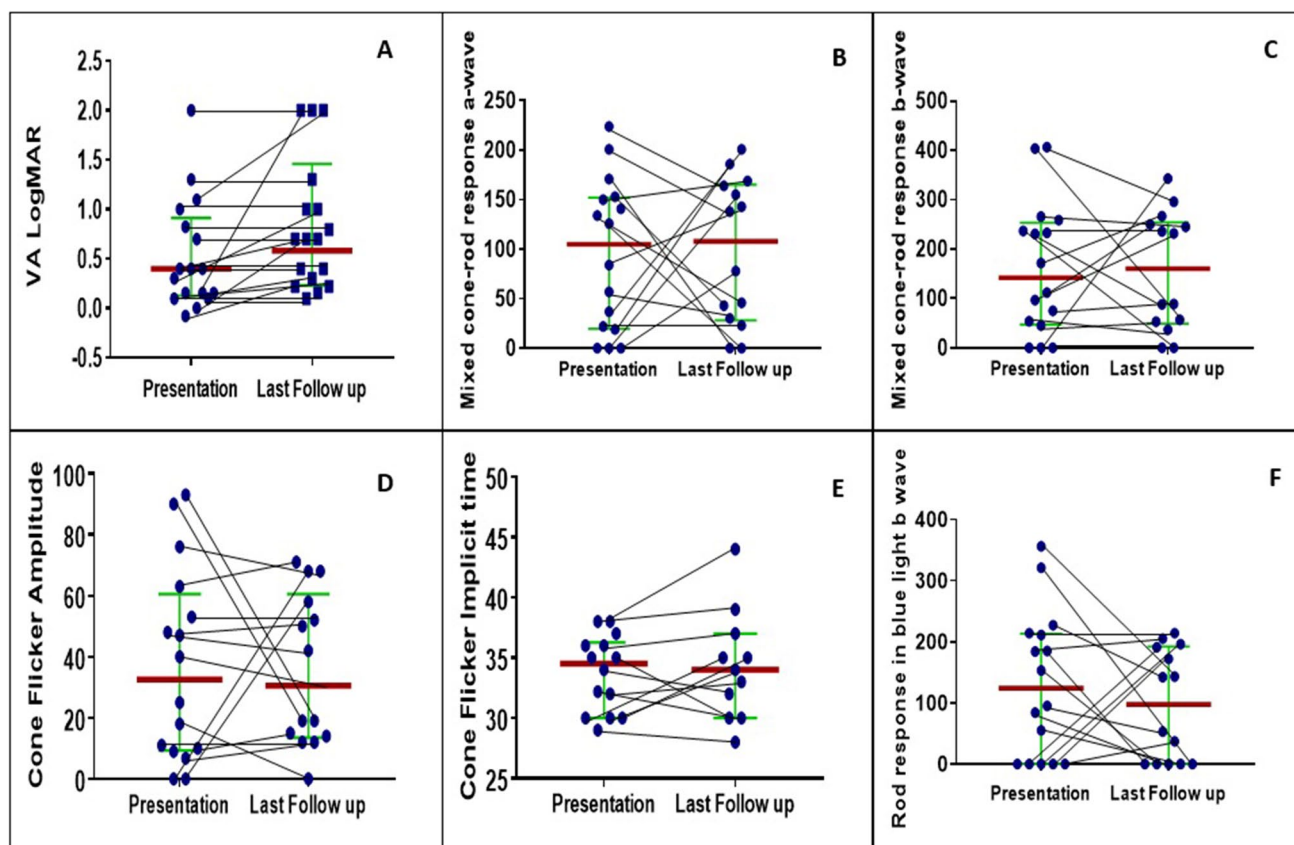 A
VA LogMAR
2.5
2.0
1.5
1.0
0.5
0.0
-0.5
Presentation
Last Follow up
B
Mixed cone-rod response a-wave
250
200
150
100
50
0
Presentation
Last Follow up
C
Mixed cone-rod response b-wave
500
400
300
200
100
0
Presentation
Last Follow up
D
Cone Flicker Amplitude
100
80
60
40
20
0
Presentation
Last Follow up
E
Cone Flicker Implicit time
50
45
40
35
30
25
Presentation
Last Follow up
F
Rod response in blue light b wave
400
300
200
100
0
Presentation
Last Follow up